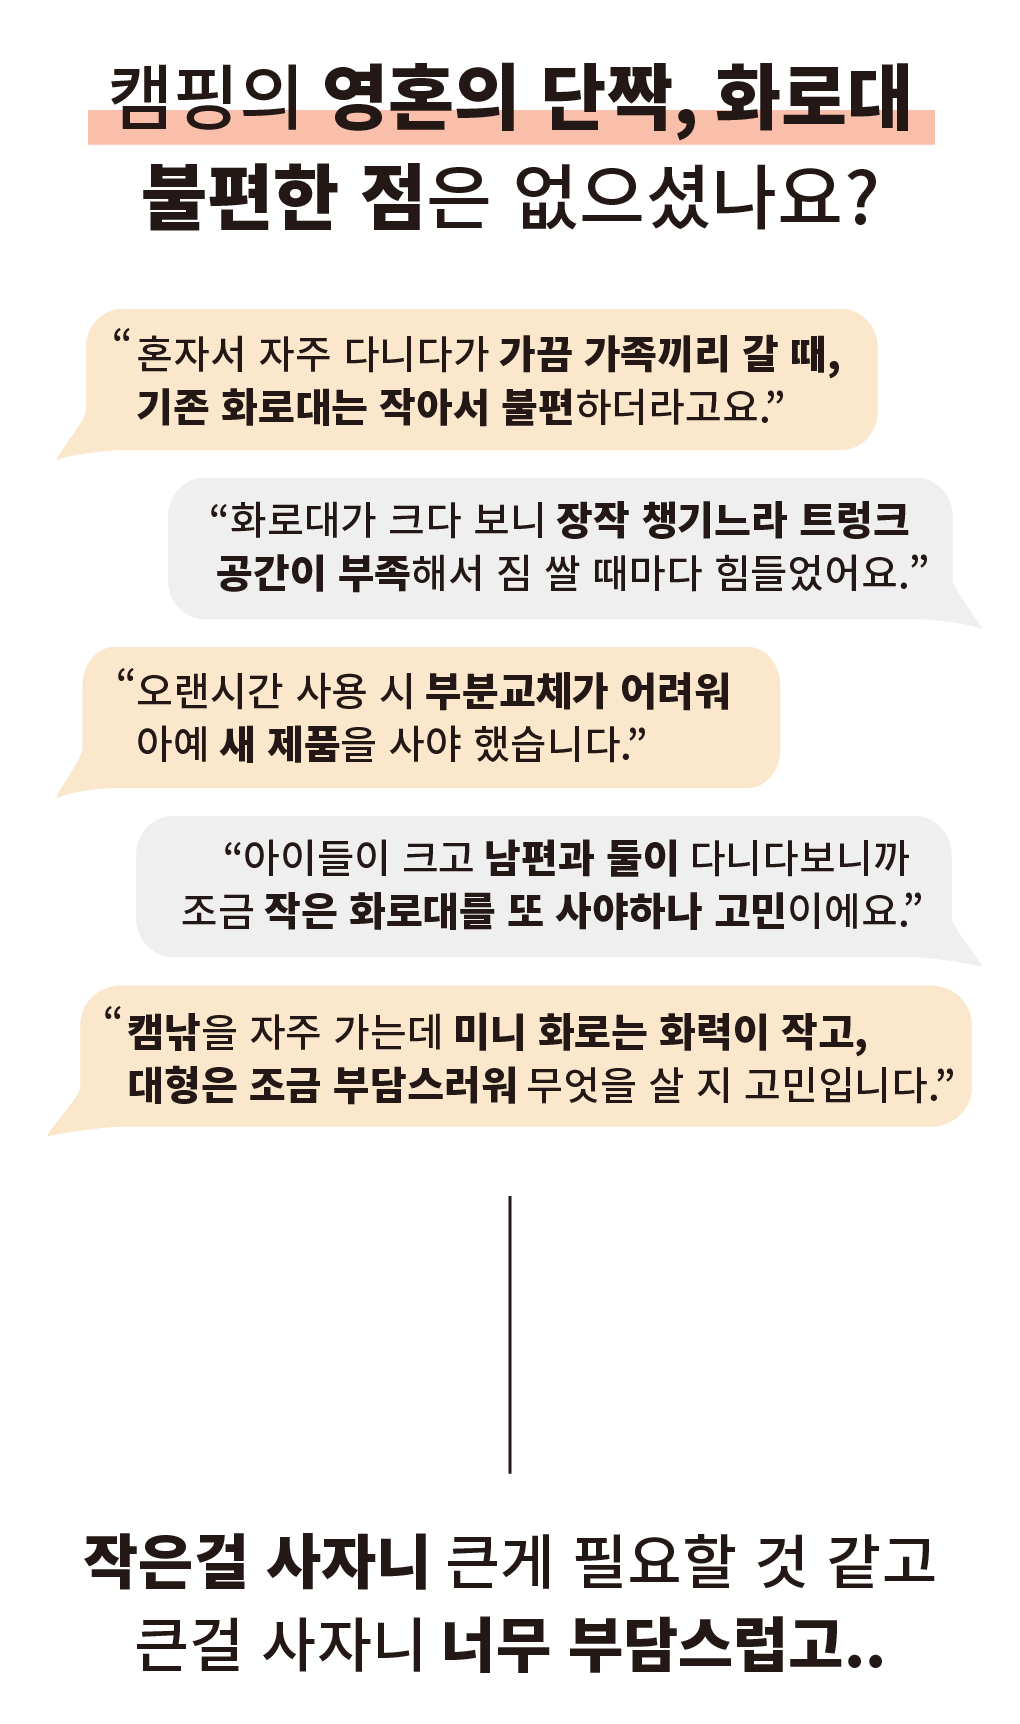 캠핑의 영혼의 단짝, 화로대
불편한 점은 없으셨나요?
“혼자서 자주 다니다가 가끔 가족끼리 갈 때,
기존 화로대는 작아서 불편하더라고요.”
“화로대가 크다 보니 장작 챙기느라 트렁크
공간이 부족해서 짐 쌀 때마다 힘들었어요.”
“오랜시간 사용 시 부분교체가 어려워
아예 새 제품을 사야 했습니다.”
“아이들이 크고 남편과 둘이 다니다보니까
조금 작은 화로대를 또 사야하나 고민이에요.”
“캠낚을 자주 가는데 미니 화로는 화력이 작고,
대형은 조금 부담스러워 무엇을 살 지 고민입니다.”
작은걸 사자니 큰게 필요할 것 같고
큰걸 사자니 너무 부담스럽고..